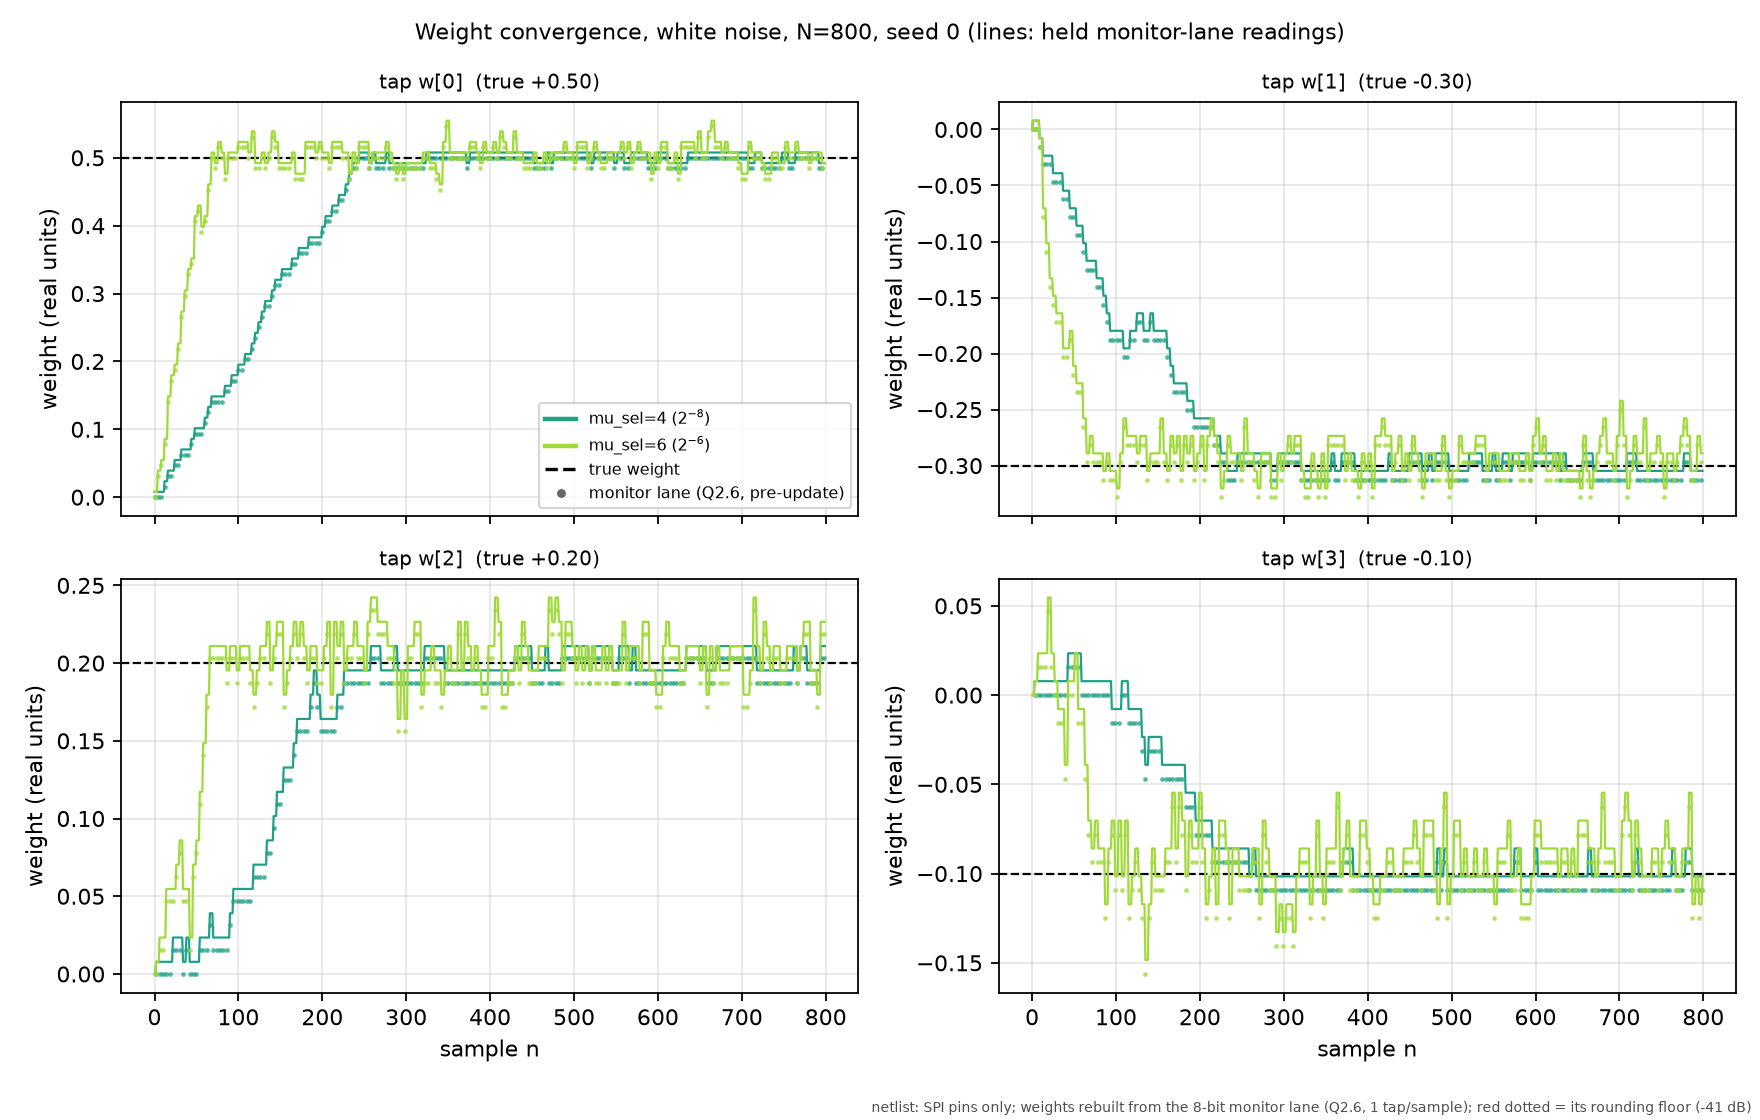 Weight convergence, white noise, N=800, seed 0 (lines: held monitor-lane readings)
tap w[0]  (true +0.50)
weight (real units)
0.5
0.4
0.3
0.2
0.1
0.0
mu_sel=4 (2⁻⁸)
mu_sel=6 (2⁻⁶)
true weight
monitor lane (Q2.6, pre-update)
tap w[1]  (true -0.30)
weight (real units)
0.00
−0.05
−0.10
−0.15
−0.20
−0.25
−0.30
tap w[2]  (true +0.20)
weight (real units)
0.25
0.20
0.15
0.10
0.05
0.00
0 100 200 300 400 500 600 700 800
sample n
tap w[3]  (true -0.10)
weight (real units)
0.05
0.00
−0.05
−0.10
−0.15
0 100 200 300 400 500 600 700 800
sample n
netlist: SPI pins only; weights rebuilt from the 8-bit monitor lane (Q2.6, 1 tap/sample); red dotted = its rounding floor (-41 dB)